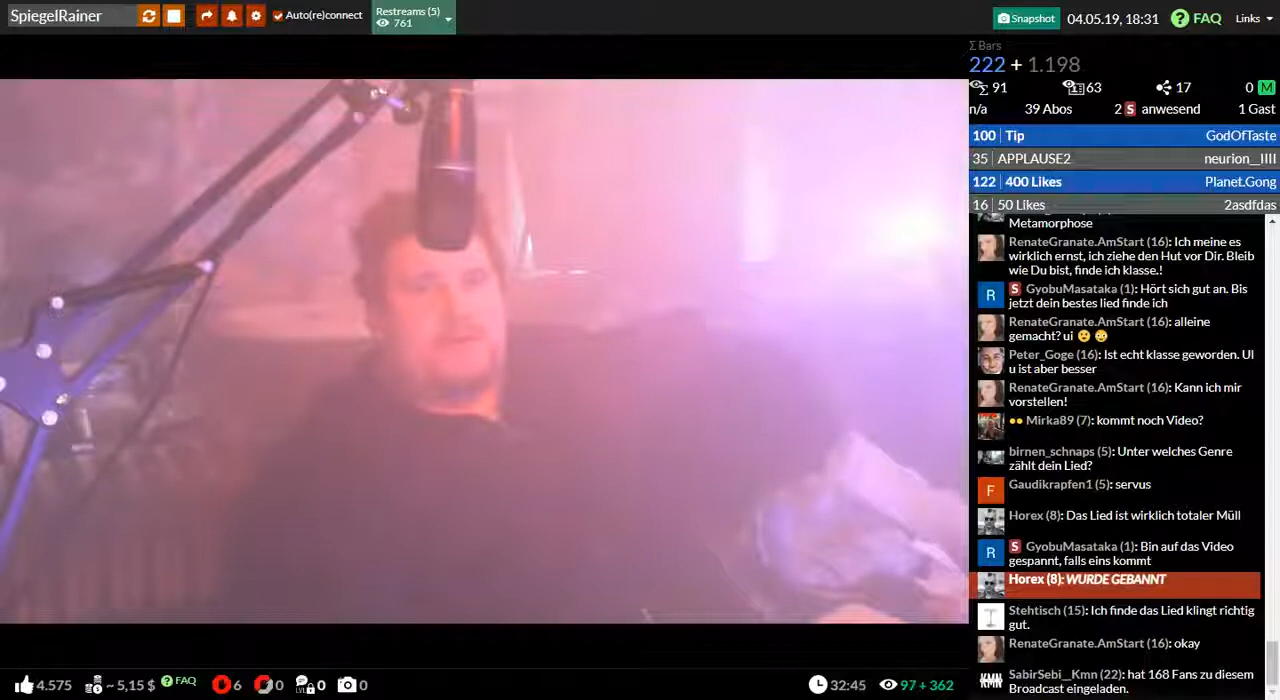 SpiegelRainer
Auto(re)connect
Restreams (5)
761
Snapshot
04.05.19, 18:31
FAQ
Links
Σ Bars
222 + 1.198
91
63
17
0 M
n/a
39 Abos
2 S anwesend
1 Gast
100 | Tip GodOfTaste
35 | APPLAUSE2 neurion__IIII
122 | 400 Likes Planet.Gong
16 | 50 Likes 2asdfdas
Metamorphose
RenateGranate.AmStart (16): Ich meine es
wirklich ernst, ich ziehe den Hut vor Dir. Bleib
wie Du bist, finde ich klasse.!
R S GyobuMasataka (1): Hört sich gut an. Bis
jetzt dein bestes lied finde ich
RenateGranate.AmStart (16): alleine
gemacht? ui
Peter_Goge (16): Ist echt klasse geworden. UI
u ist aber besser
RenateGranate.AmStart (16): Kann ich mir
vorstellen!
Mirka89 (7): kommt noch Video?
birnen_schnaps (5): Unter welches Genre
zählt dein Lied?
F Gaudikrapfen1 (5): servus
Horex (8): Das Lied ist wirklich totaler Müll
R S GyobuMasataka (1): Bin auf das Video
gespannt, falls eins kommt
Horex (8): WURDE GEBANNT
Stehtisch (15): Ich finde das Lied klingt richtig
gut.
RenateGranate.AmStart (16): okay
KMN SabirSebi__Kmn (22): hat 168 Fans zu diesem
Broadcast eingeladen.
4.575
~ 5,15 $
FAQ
6
0
LVL
0
0
32:45
97 + 362